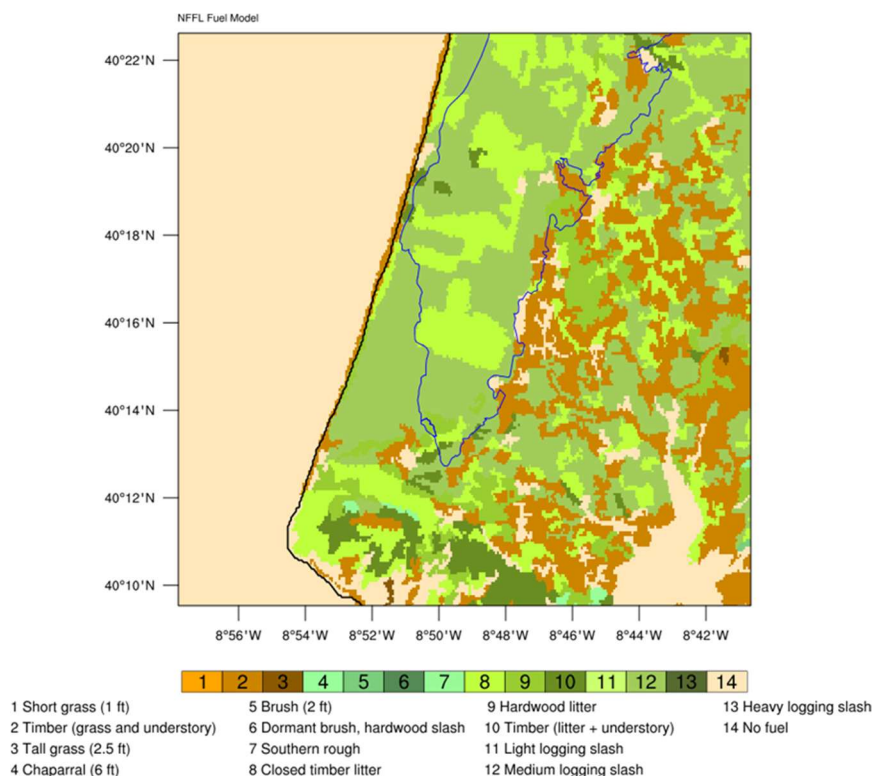 NFFL Fuel Model
40°22'N
40°20'N
40°18'N
40°16'N
40°14'N
40°12'N
40°10'N
8°56'W 8°54'W 8°52'W 8°50'W 8°48'W 8°46'W 8°44'W 8°42'W
1 2 3 4 5 6 7 8 9 10 11 12 13 14
1 Short grass (1 ft) 5 Brush (2 ft) 9 Hardwood litter 13 Heavy logging slash
2 Timber (grass and understory) 6 Dormant brush, hardwood slash 10 Timber (litter + understory) 14 No fuel
3 Tall grass (2.5 ft) 7 Southern rough 11 Light logging slash
4 Chaparral (6 ft) 8 Closed timber litter 12 Medium logging slash